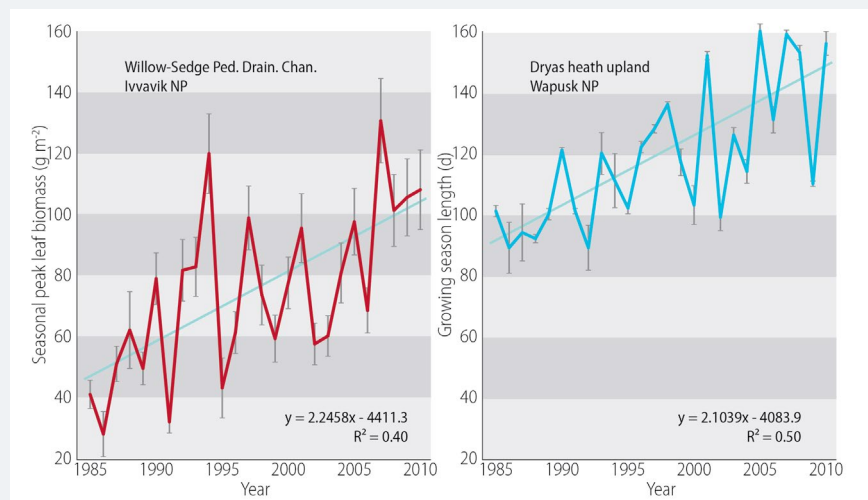 Willow-Sedge Ped. Drain. Chan.
Ivvavik NP
Seasonal peak leaf biomass (g m⁻²)
160
140
120
100
80
60
40
20
y = 2.2458x - 4411.3
R² = 0.40
1985 1990 1995 2000 2005 2010
Year
Dryas heath upland
Wapusk NP
Growing season length (d)
160
140
120
100
80
60
40
20
y = 2.1039x - 4083.9
R² = 0.50
1985 1990 1995 2000 2005 2010
Year